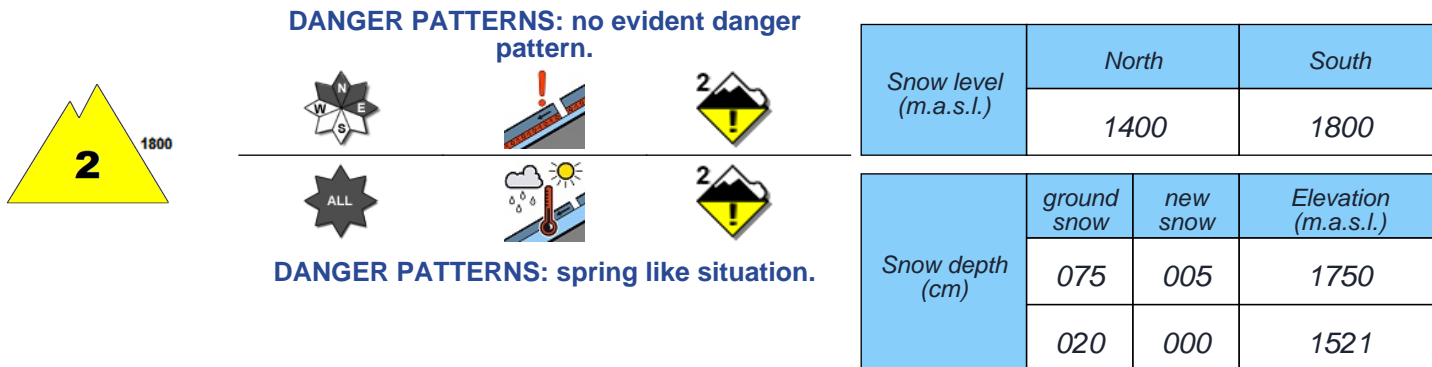 DANGER PATTERNS: no evident danger
pattern.
2
1800
N
W E
S
!
2
!
ALL
2
!
DANGER PATTERNS: spring like situation.
Snow level
(m.a.s.l.)
North
South
1400
1800
Snow depth
(cm)
ground
snow
new
snow
Elevation
(m.a.s.l.)
075
005
1750
020
000
1521